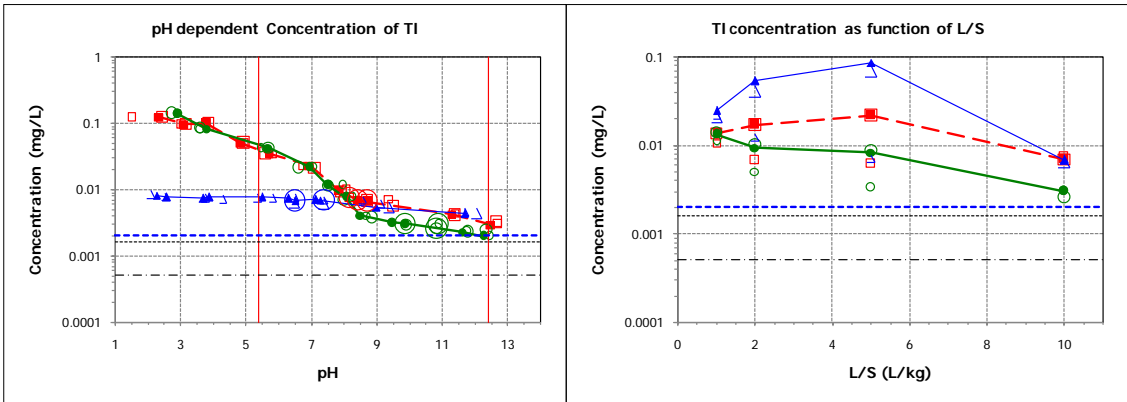 pH dependent Concentration of Tl
1
0.1
0.01
0.001
0.0001
Concentration (mg/L)
1 3 5 7 9 11 13
pH
Tl concentration as function of L/S
0.1
0.01
0.001
0.0001
Concentration (mg/L)
0 2 4 6 8 10
L/S (L/kg)